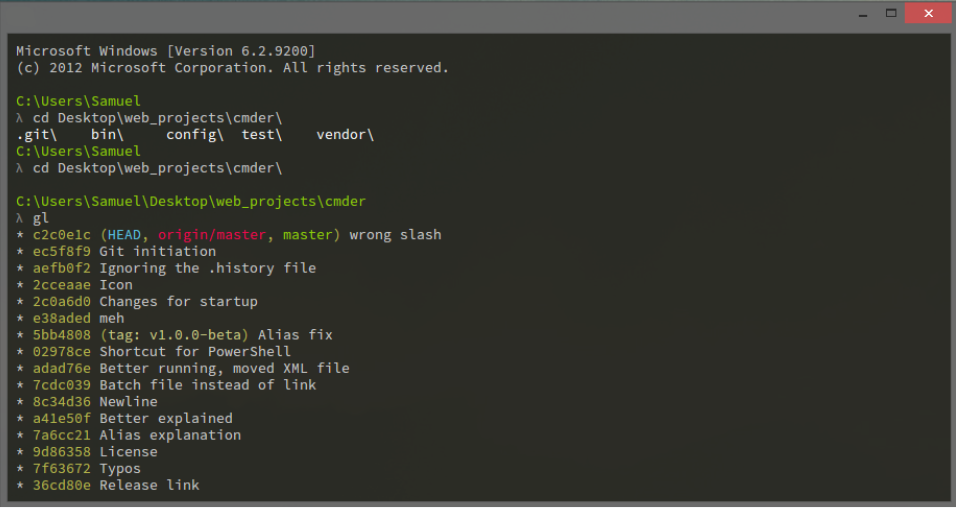 Microsoft Windows [Version 6.2.9200]
(c) 2012 Microsoft Corporation. All rights reserved.
C:\Users\Samuel
λ cd Desktop\web_projects\cmder\
.git\ bin\ config\ test\ vendor\
C:\Users\Samuel
λ cd Desktop\web_projects\cmder\
C:\Users\Samuel\Desktop\web_projects\cmder
λ gl
* c2c0e1c (HEAD, origin/master, master) wrong slash
* ec5f8f9 Git initiation
* aefb0f2 Ignoring the .history file
* 2cceaae Icon
* 2c0a6d0 Changes for startup
* e38aded meh
* 5bb4808 (tag: v1.0.0-beta) Alias fix
* 02978ce Shortcut for PowerShell
* adad76e Better running, moved XML file
* 7cdc039 Batch file instead of link
* 8c34d36 Newline
* a41e50f Better explained
* 7a6cc21 Alias explanation
* 9d86358 License
* 7f63672 Typos
* 36cd80e Release link